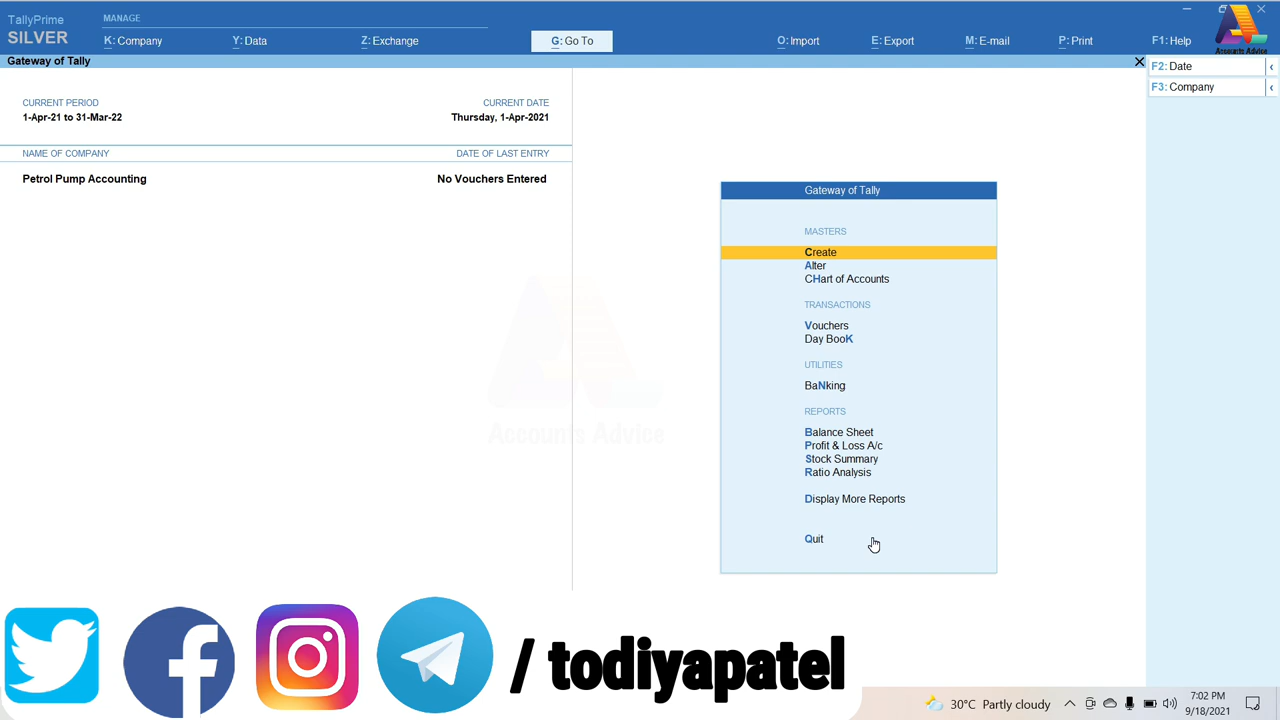 TallyPrime
SILVER
MANAGE
K: Company
Y: Data
Z: Exchange
G: Go To
O: Import
E: Export
M: E-mail
P: Print
F1: Help
Accounts Advice
Gateway of Tally
F2: Date
F3: Company
CURRENT PERIOD
CURRENT DATE
1-Apr-21 to 31-Mar-22
Thursday, 1-Apr-2021
NAME OF COMPANY
DATE OF LAST ENTRY
Petrol Pump Accounting
No Vouchers Entered
Gateway of Tally
MASTERS
Create
Alter
CHart of Accounts
TRANSACTIONS
Vouchers
Day BooK
UTILITIES
BaNking
REPORTS
Balance Sheet
Profit & Loss A/c
Stock Summary
Ratio Analysis
Display More Reports
Quit
Accounts Advice
/ todiyapatel
30°C Partly cloudy
7:02 PM
9/18/2021